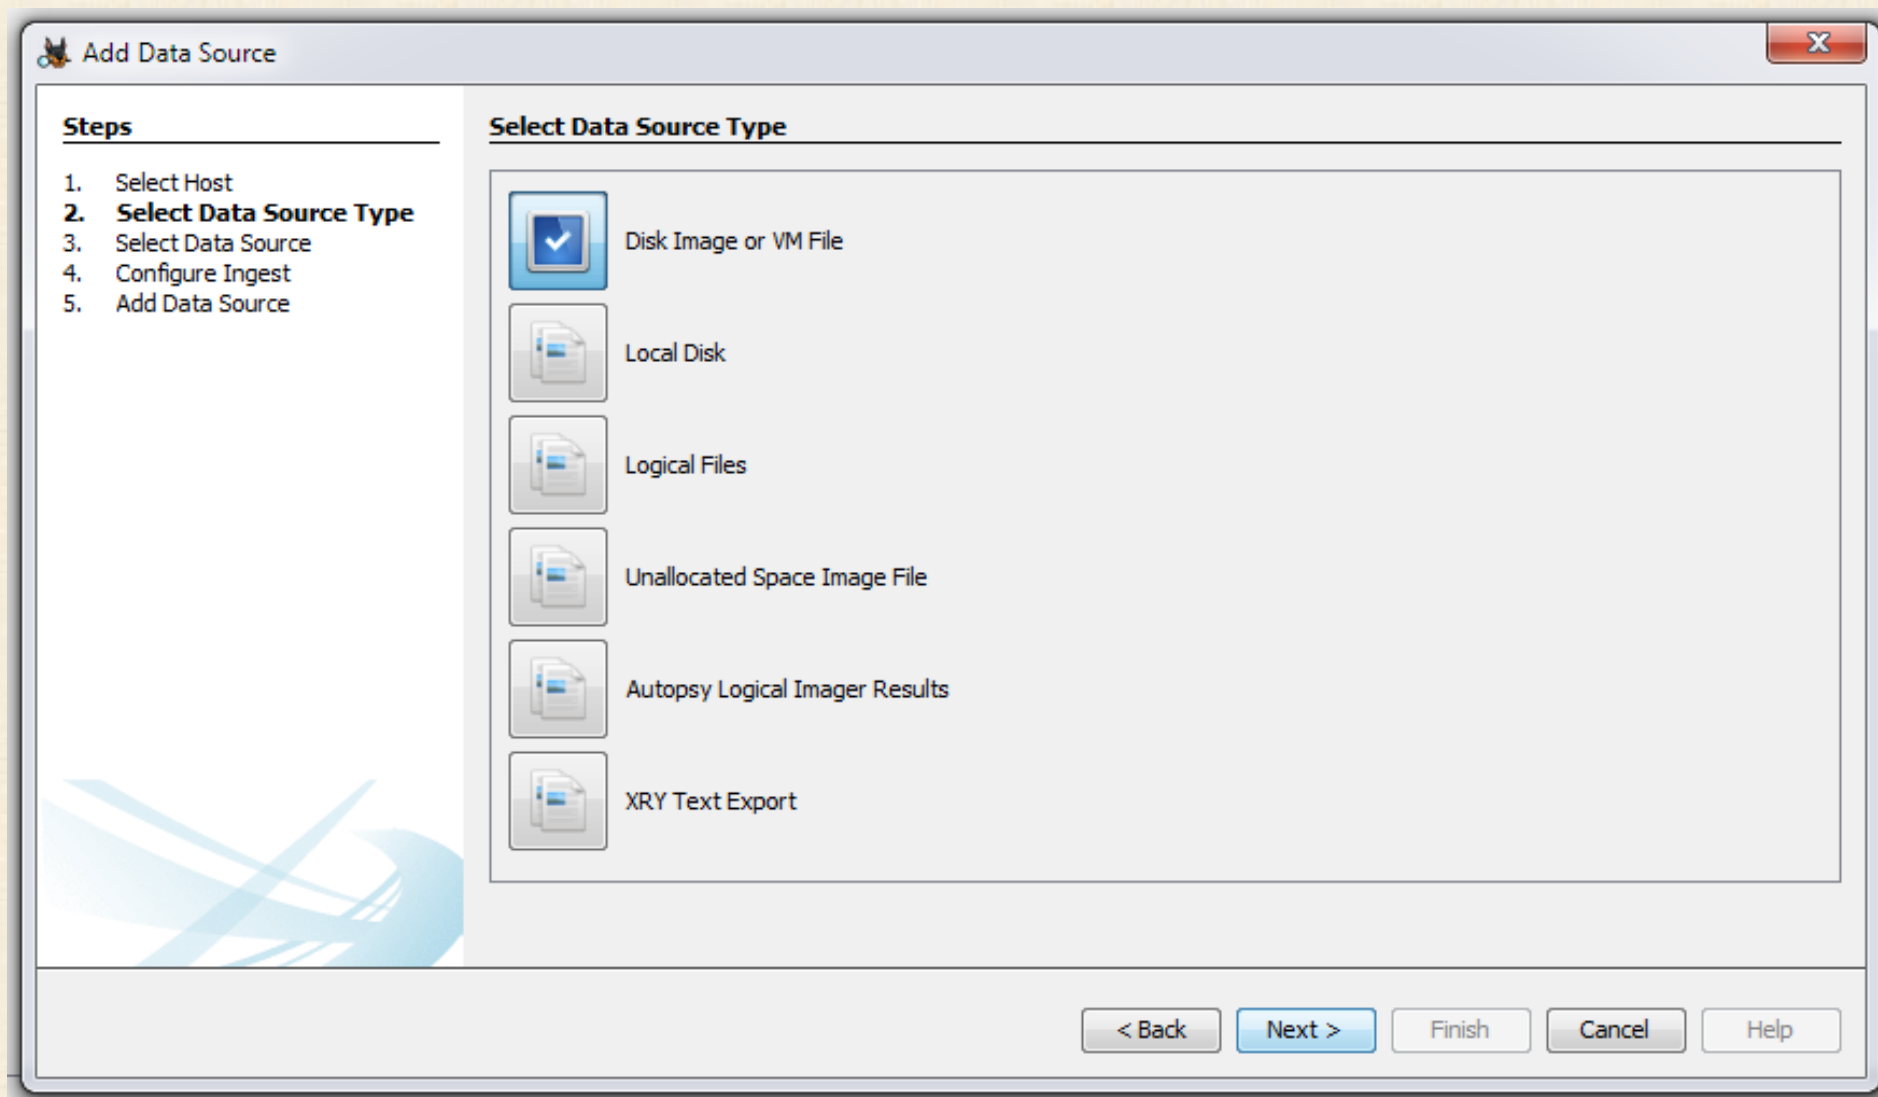 Add Data Source
Steps
1. Select Host
2. Select Data Source Type
3. Select Data Source
4. Configure Ingest
5. Add Data Source
Select Data Source Type
Disk Image or VM File
Local Disk
Logical Files
Unallocated Space Image File
Autopsy Logical Imager Results
XRY Text Export
< Back Next > Finish Cancel Help